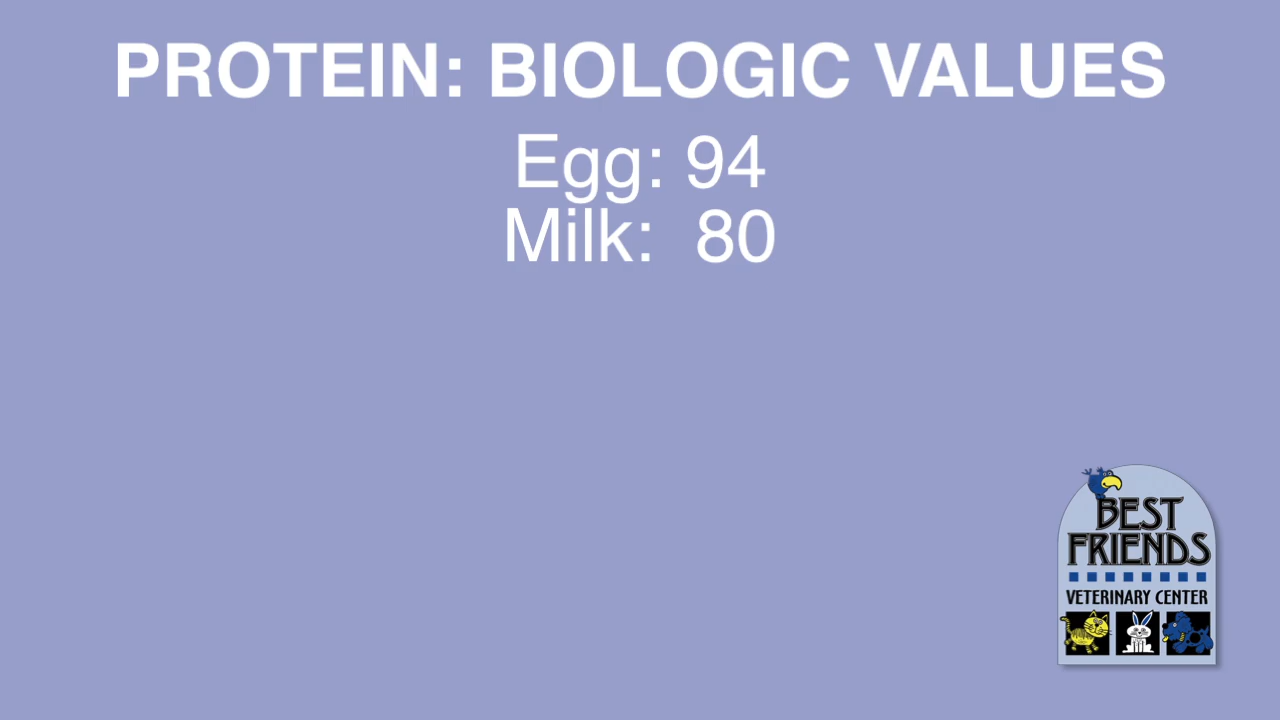 PROTEIN: BIOLOGIC VALUES
Egg: 94
Milk: 80
BEST
FRIENDS
VETERINARY CENTER